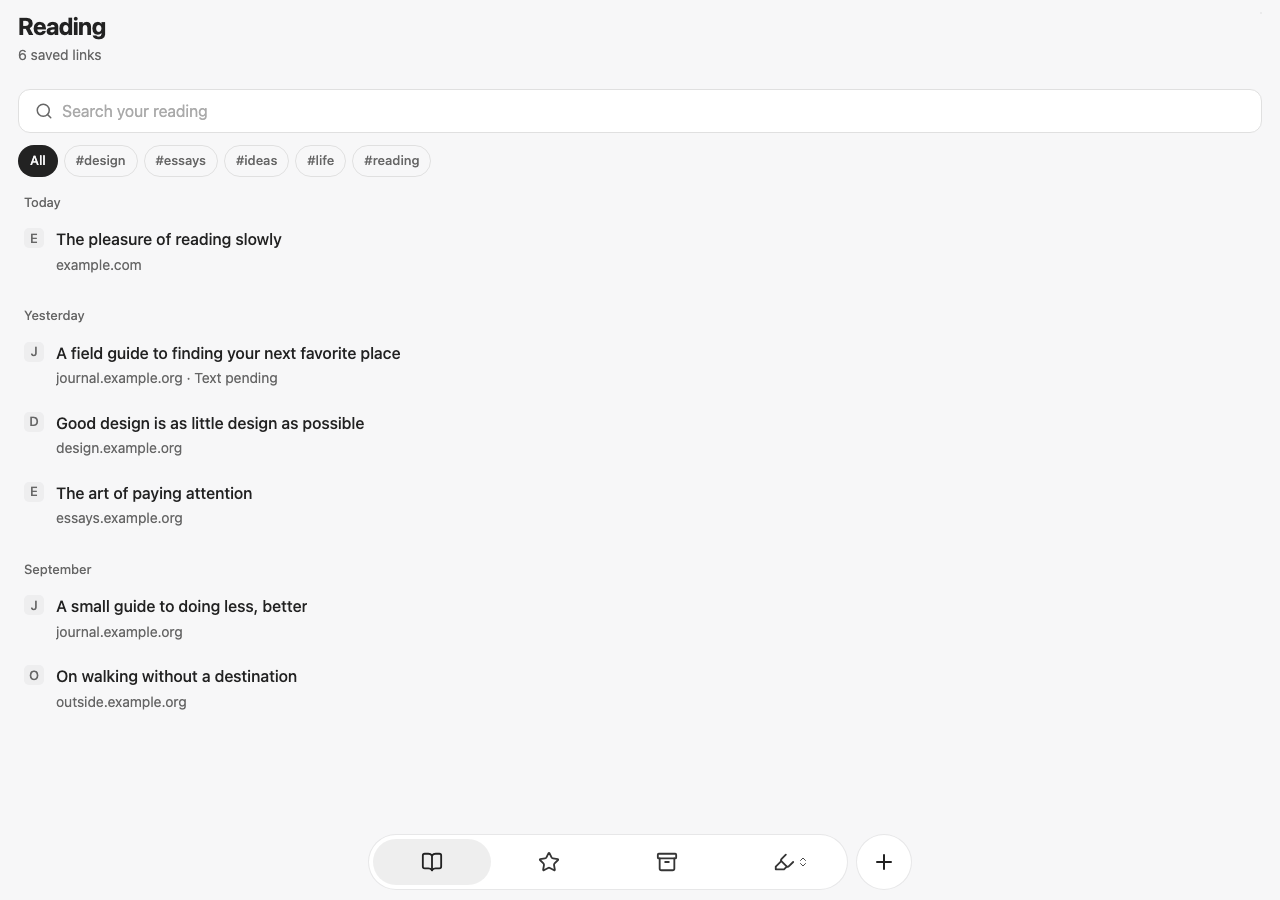 Reading
6 saved links
Search your reading
All #design #essays #ideas #life #reading
Today
E The pleasure of reading slowly
example.com
Yesterday
J A field guide to finding your next favorite place
journal.example.org · Text pending
D Good design is as little design as possible
design.example.org
E The art of paying attention
essays.example.org
September
J A small guide to doing less, better
journal.example.org
O On walking without a destination
outside.example.org